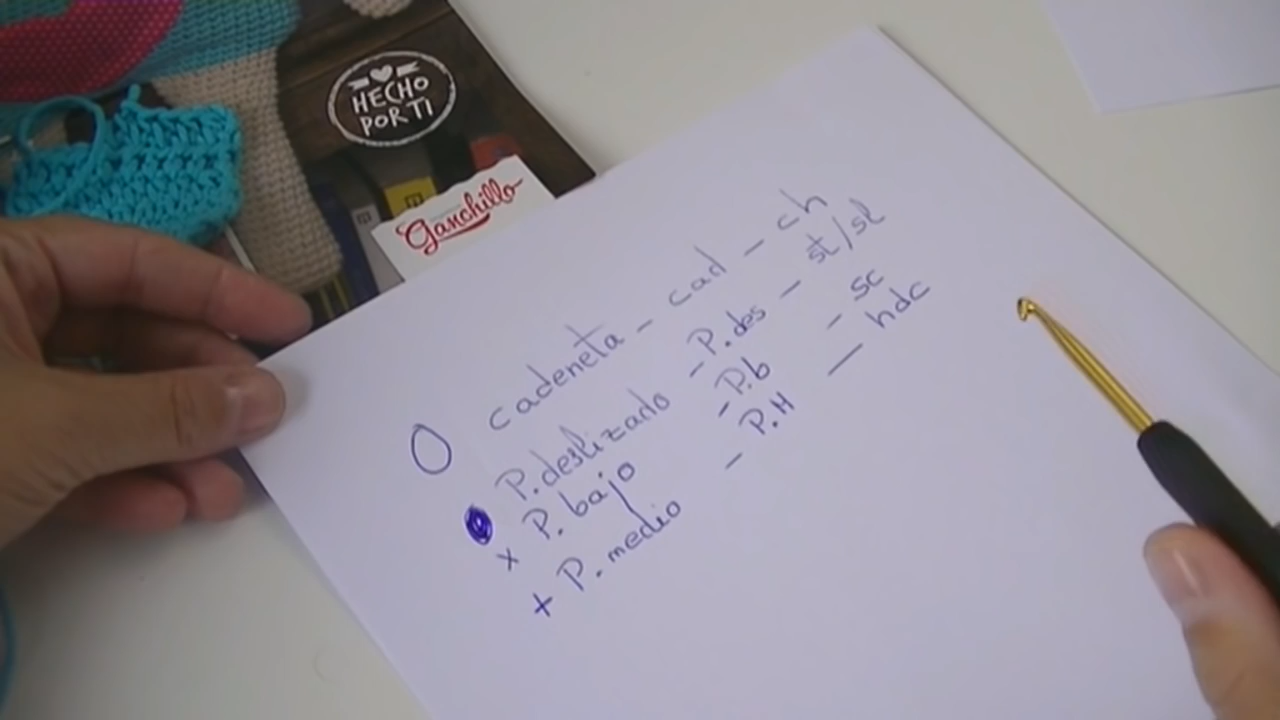 HECHO
POR TI
Ganchillo
O cadeneta - cad - ch
P. deslizado - P.des - st/sl
x P. bajo - P.b - sc
+ P. medio - P.H - hdc